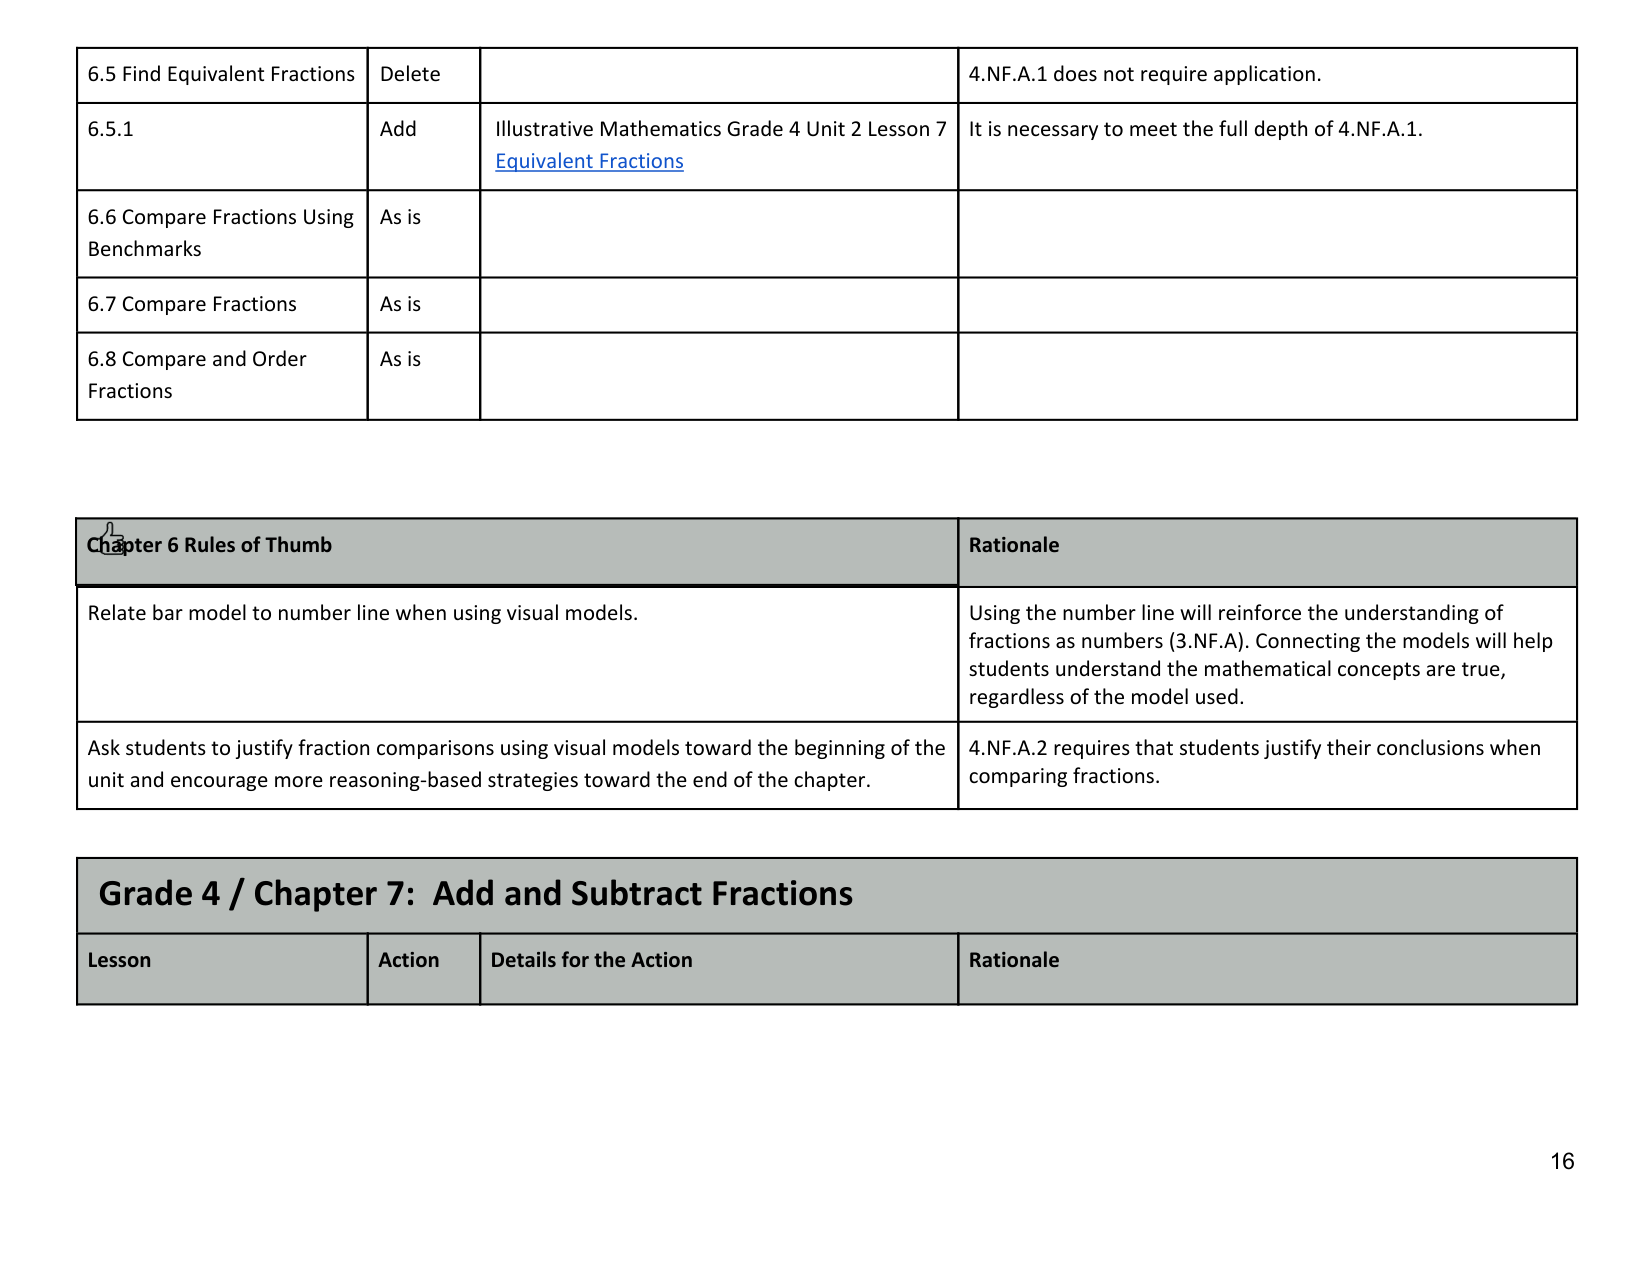 6.5 Find Equivalent Fractions Delete 4.NF.A.1 does not require application.
6.5.1 Add Illustrative Mathematics Grade 4 Unit 2 Lesson 7 It is necessary to meet the full depth of 4.NF.A.1.
Equivalent Fractions
6.6 Compare Fractions Using As is
Benchmarks
6.7 Compare Fractions As is
6.8 Compare and Order As is
Fractions
Chapter 6 Rules of Thumb Rationale
Relate bar model to number line when using visual models.
Using the number line will reinforce the understanding of
fractions as numbers (3.NF.A). Connecting the models will help
students understand the mathematical concepts are true,
regardless of the model used.
Ask students to justify fraction comparisons using visual models toward the beginning of the
unit and encourage more reasoning-based strategies toward the end of the chapter.
4.NF.A.2 requires that students justify their conclusions when
comparing fractions.
Grade 4 / Chapter 7: Add and Subtract Fractions
Lesson Action Details for the Action Rationale
16